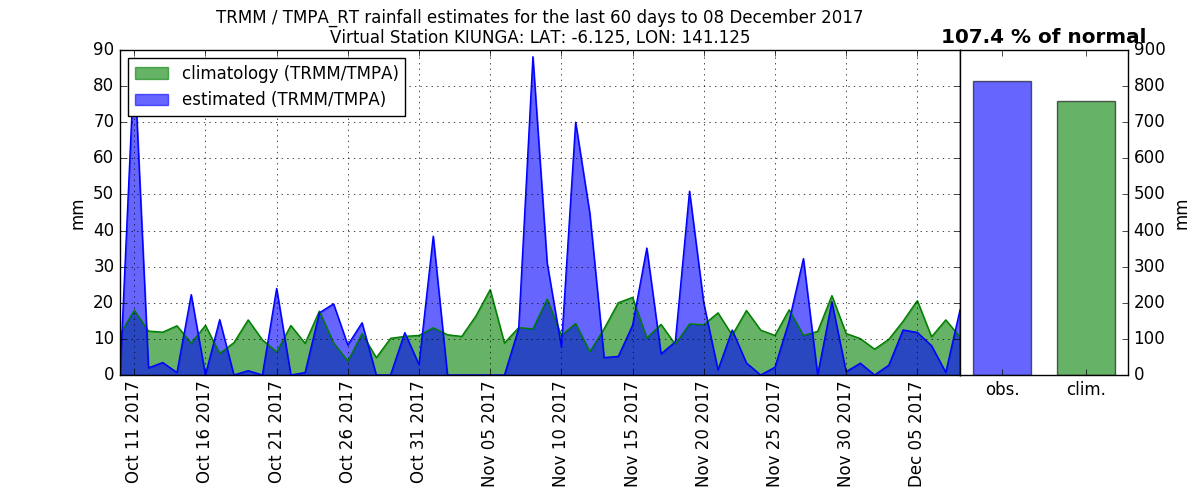 TRMM / TMPA_RT rainfall estimates for the last 60 days to 08 December 2017
Virtual Station KIUNGA: LAT: -6.125, LON: 141.125
107.4 % of normal
climatology (TRMM/TMPA)
estimated (TRMM/TMPA)
90
80
70
60
50
40
30
20
10
0
mm
900
800
700
600
500
400
300
200
100
0
mm
Oct 11 2017
Oct 16 2017
Oct 21 2017
Oct 26 2017
Oct 31 2017
Nov 05 2017
Nov 10 2017
Nov 15 2017
Nov 20 2017
Nov 25 2017
Nov 30 2017
Dec 05 2017
obs.
clim.